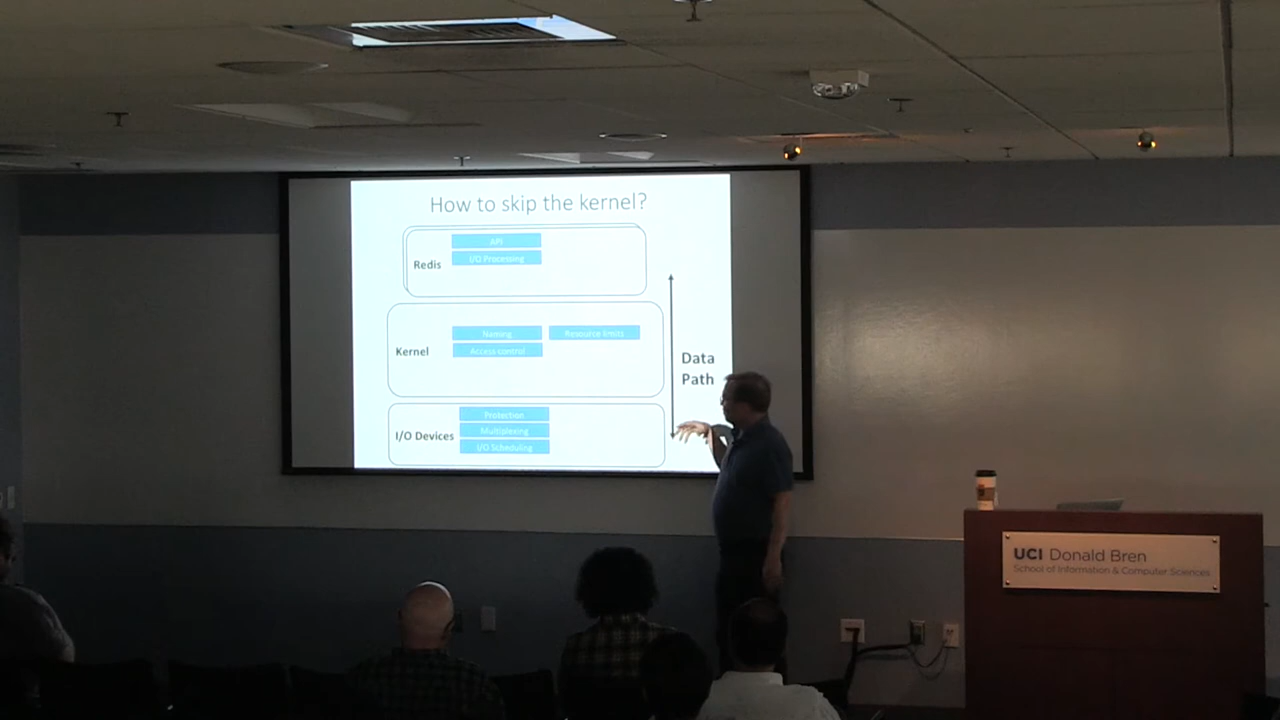 How to skip the kernel?
API
I/O Processing
Redis
Naming
Resource limits
Access control
Kernel
Data
Path
Protection
Multiplexing
I/O Scheduling
I/O Devices
UCI Donald Bren
School of Information & Computer Sciences